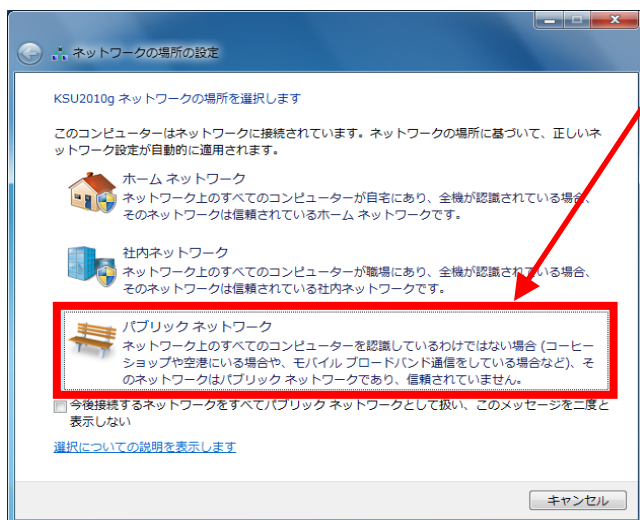 ネットワークの場所の設定
KSU2010g ネットワークの場所を選択します
このコンピューターはネットワークに接続されています。ネットワークの場所に基づいて、正しいネ
ットワーク設定が自動的に適用されます。
ホーム ネットワーク
ネットワーク上のすべてのコンピューターが自宅にあり、全機が認識されている場合、
そのネットワークは信頼されているホーム ネットワークです。
社内ネットワーク
ネットワーク上のすべてのコンピューターが職場にあり、全機が認識されている場合、
そのネットワークは信頼されている社内ネットワークです。
パブリック ネットワーク
ネットワーク上のすべてのコンピューターを認識しているわけではない場合 (コーヒー
ショップや空港にいる場合や、モバイル ブロードバンド通信をしている場合など)、そ
のネットワークはパブリック ネットワークであり、信頼されていません。
今後接続するネットワークをすべてパブリック ネットワークとして扱い、このメッセージを二度と
表示しない
選択についての説明を表示します
キャンセル